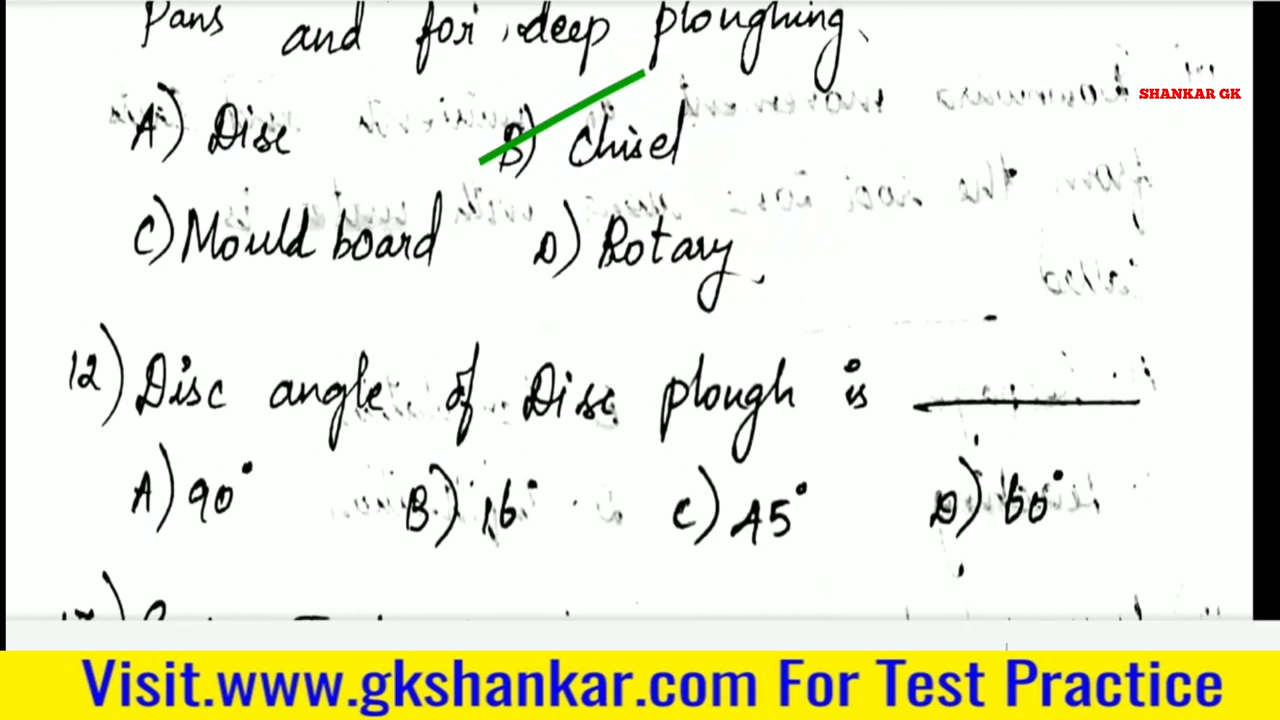 Pans and for deep ploughing.
SHANKAR GK
A) Disc B) Chisel
C) Mould board D) Rotary
12) Disc angle of Disc plough is ______
A) 90° B) 16° C) 45° D) 60°
Visit.www.gkshankar.com For Test Practice